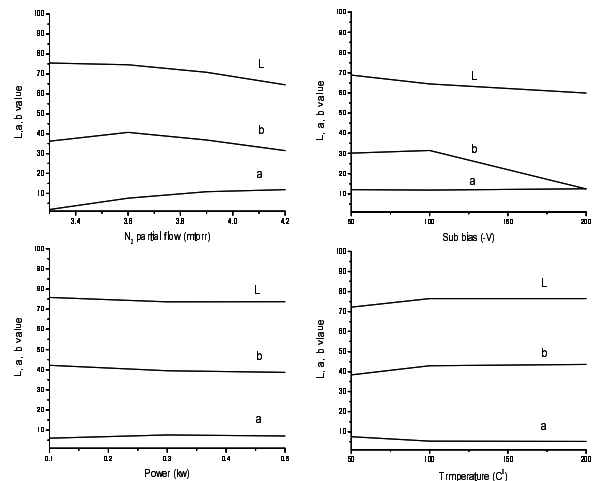 100
90
80
70
60
50
40
30
20
10
L, a, b value
L
b
a
3.4 3.6 3.8 4.0 4.2
N2 partial flow (mtorr)
100
90
80
70
60
50
40
30
20
10
L, a, b value
L
b
a
50 100 150 200
Sub bias (-V)
100
90
80
70
60
50
40
30
20
10
L, a, b value
L
b
a
0.1 0.2 0.3 0.4 0.5
Power (kw)
100
90
80
70
60
50
40
30
20
10
L, a, b value
L
b
a
50 100 150 200
Trmperature (C⁰)